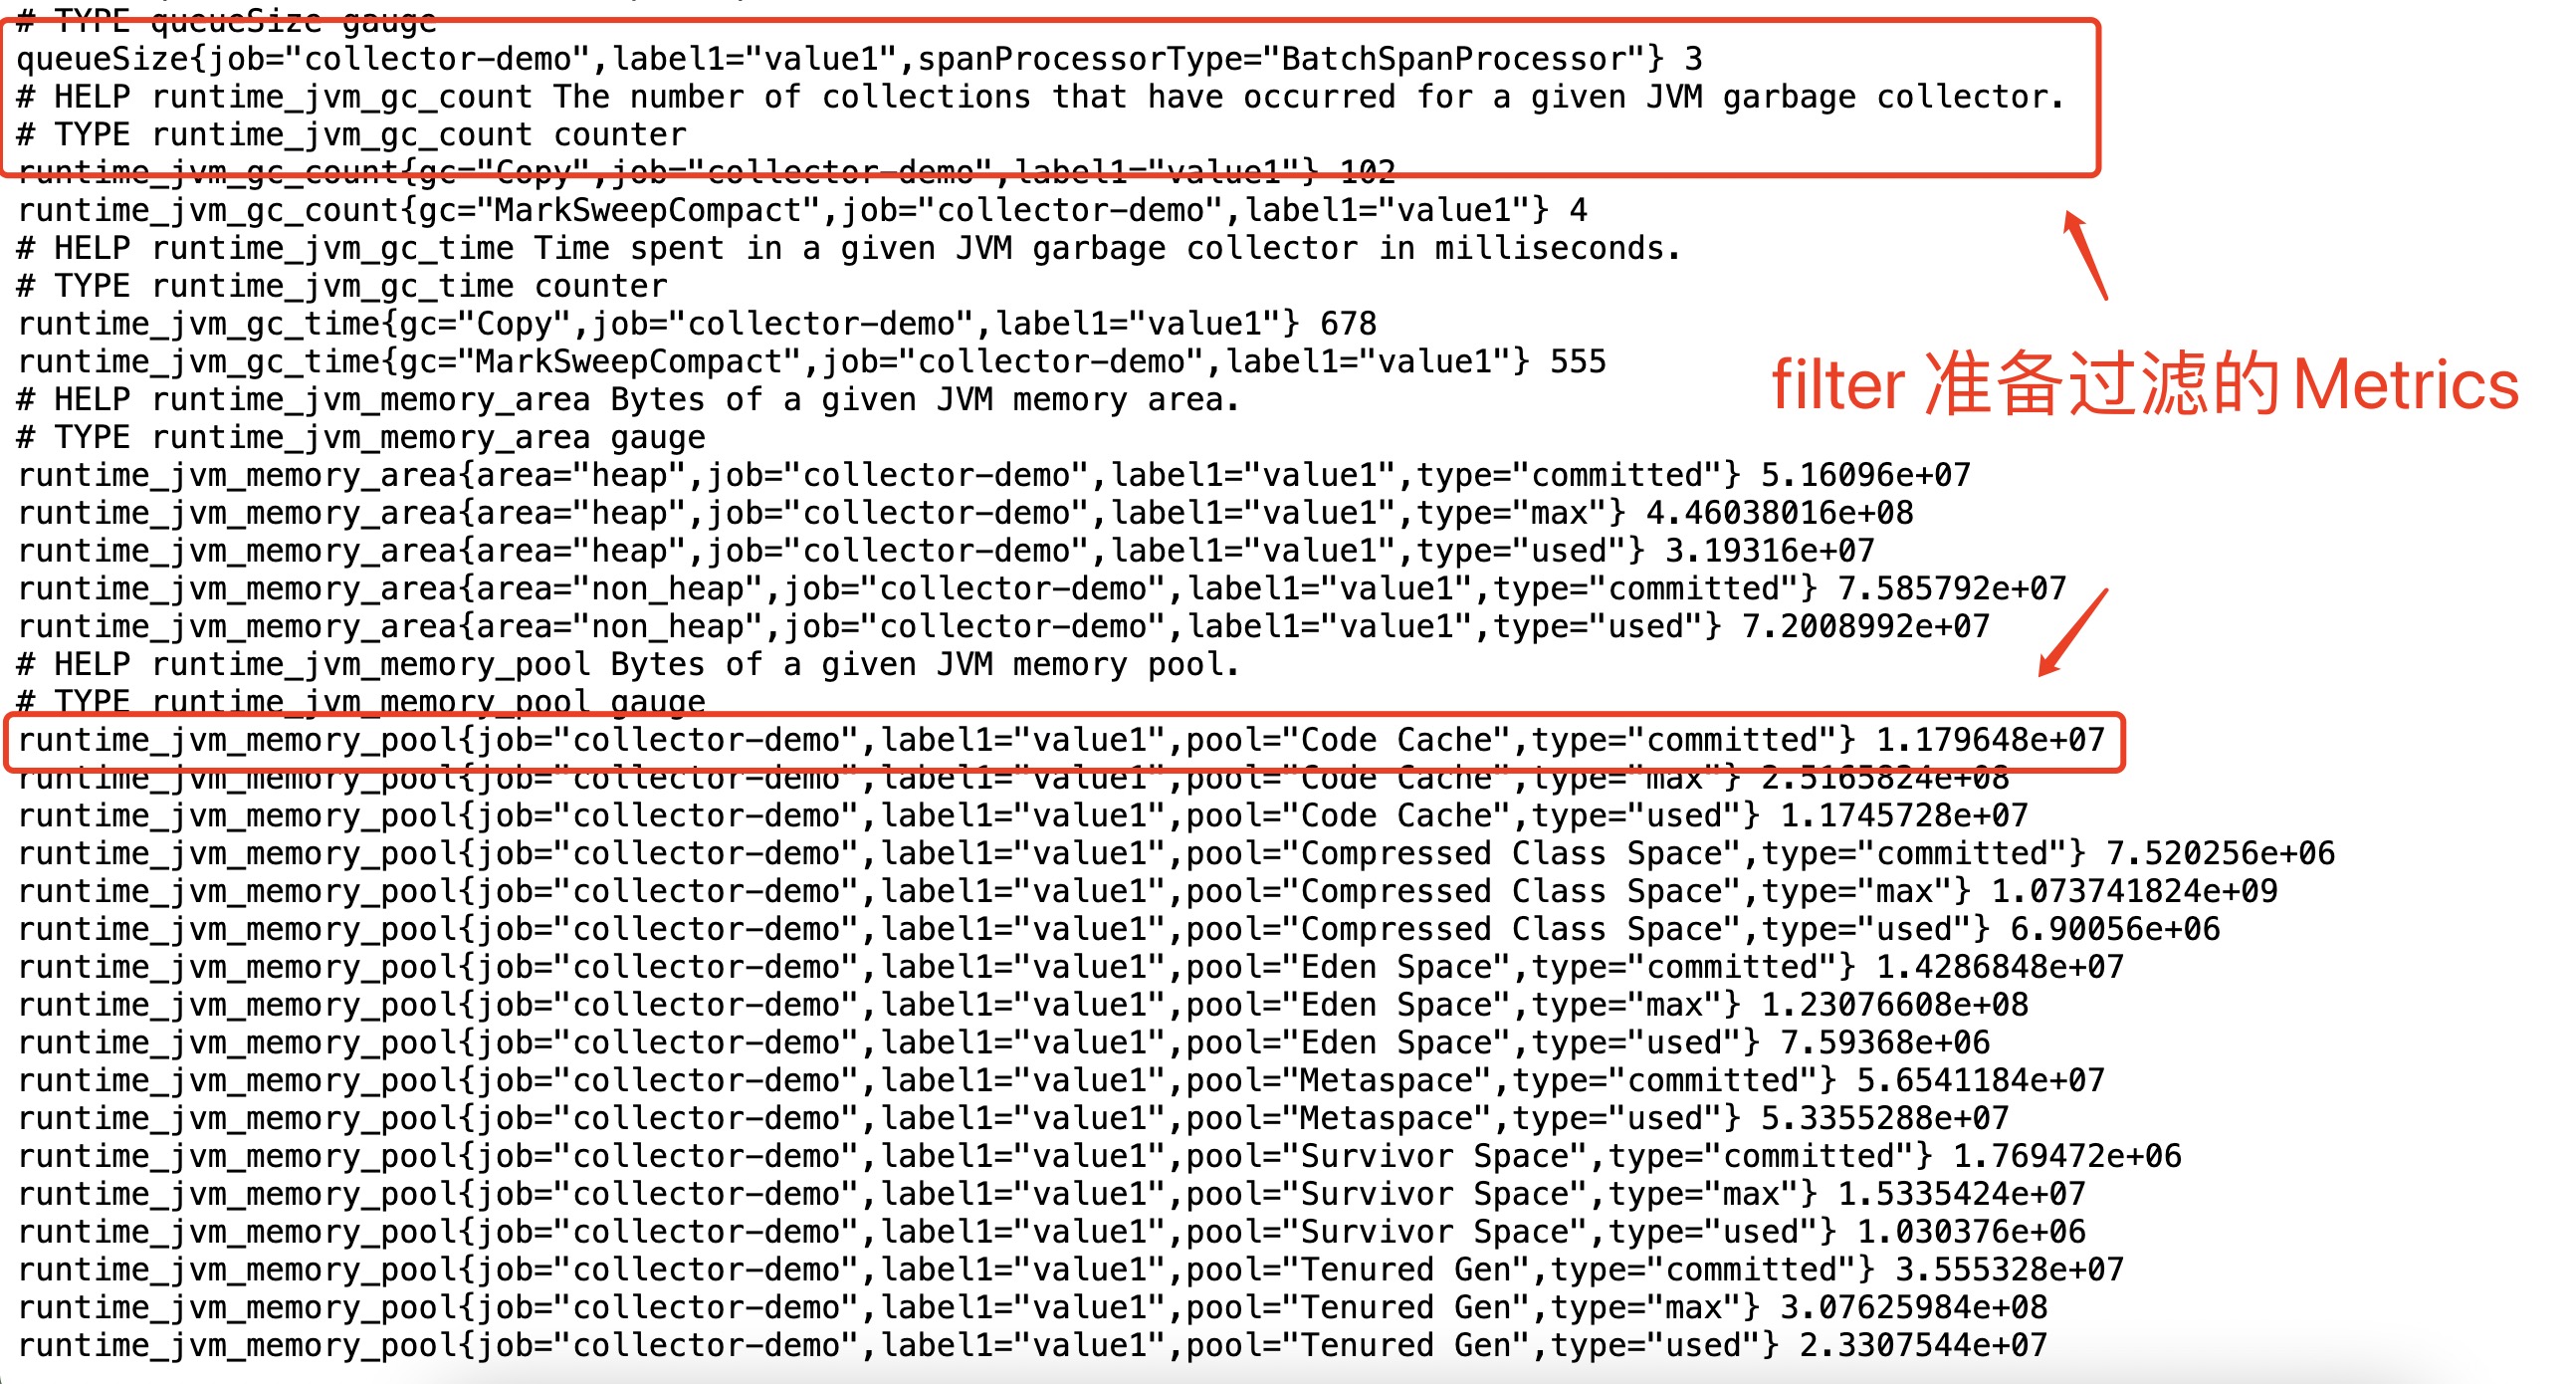 # TYPE queueSize gauge
queueSize{job="collector-demo",label1="value1",spanProcessorType="BatchSpanProcessor"} 3
# HELP runtime_jvm_gc_count The number of collections that have occurred for a given JVM garbage collector.
# TYPE runtime_jvm_gc_count counter
runtime_jvm_gc_count{gc="Copy",job="collector-demo",label1="value1"} 102
runtime_jvm_gc_count{gc="MarkSweepCompact",job="collector-demo",label1="value1"} 4
# HELP runtime_jvm_gc_time Time spent in a given JVM garbage collector in milliseconds.
# TYPE runtime_jvm_gc_time counter
runtime_jvm_gc_time{gc="Copy",job="collector-demo",label1="value1"} 678
runtime_jvm_gc_time{gc="MarkSweepCompact",job="collector-demo",label1="value1"} 555
filter 准备过滤的 Metrics
# HELP runtime_jvm_memory_area Bytes of a given JVM memory area.
# TYPE runtime_jvm_memory_area gauge
runtime_jvm_memory_area{area="heap",job="collector-demo",label1="value1",type="committed"} 5.16096e+07
runtime_jvm_memory_area{area="heap",job="collector-demo",label1="value1",type="max"} 4.46038016e+08
runtime_jvm_memory_area{area="heap",job="collector-demo",label1="value1",type="used"} 3.19316e+07
runtime_jvm_memory_area{area="non_heap",job="collector-demo",label1="value1",type="committed"} 7.585792e+07
runtime_jvm_memory_area{area="non_heap",job="collector-demo",label1="value1",type="used"} 7.2008992e+07
# HELP runtime_jvm_memory_pool Bytes of a given JVM memory pool.
# TYPE runtime_jvm_memory_pool gauge
runtime_jvm_memory_pool{job="collector-demo",label1="value1",pool="Code Cache",type="committed"} 1.179648e+07
runtime_jvm_memory_pool{job="collector-demo",label1="value1",pool="Code Cache",type="max"} 2.5165824e+08
runtime_jvm_memory_pool{job="collector-demo",label1="value1",pool="Code Cache",type="used"} 1.1745728e+07
runtime_jvm_memory_pool{job="collector-demo",label1="value1",pool="Compressed Class Space",type="committed"} 7.520256e+06
runtime_jvm_memory_pool{job="collector-demo",label1="value1",pool="Compressed Class Space",type="max"} 1.073741824e+09
runtime_jvm_memory_pool{job="collector-demo",label1="value1",pool="Compressed Class Space",type="used"} 6.90056e+06
runtime_jvm_memory_pool{job="collector-demo",label1="value1",pool="Eden Space",type="committed"} 1.4286848e+07
runtime_jvm_memory_pool{job="collector-demo",label1="value1",pool="Eden Space",type="max"} 1.23076608e+08
runtime_jvm_memory_pool{job="collector-demo",label1="value1",pool="Eden Space",type="used"} 7.59368e+06
runtime_jvm_memory_pool{job="collector-demo",label1="value1",pool="Metaspace",type="committed"} 5.6541184e+07
runtime_jvm_memory_pool{job="collector-demo",label1="value1",pool="Metaspace",type="used"} 5.3355288e+07
runtime_jvm_memory_pool{job="collector-demo",label1="value1",pool="Survivor Space",type="committed"} 1.769472e+06
runtime_jvm_memory_pool{job="collector-demo",label1="value1",pool="Survivor Space",type="max"} 1.5335424e+07
runtime_jvm_memory_pool{job="collector-demo",label1="value1",pool="Survivor Space",type="used"} 1.030376e+06
runtime_jvm_memory_pool{job="collector-demo",label1="value1",pool="Tenured Gen",type="committed"} 3.555328e+07
runtime_jvm_memory_pool{job="collector-demo",label1="value1",pool="Tenured Gen",type="max"} 3.07625984e+08
runtime_jvm_memory_pool{job="collector-demo",label1="value1",pool="Tenured Gen",type="used"} 2.3307544e+07